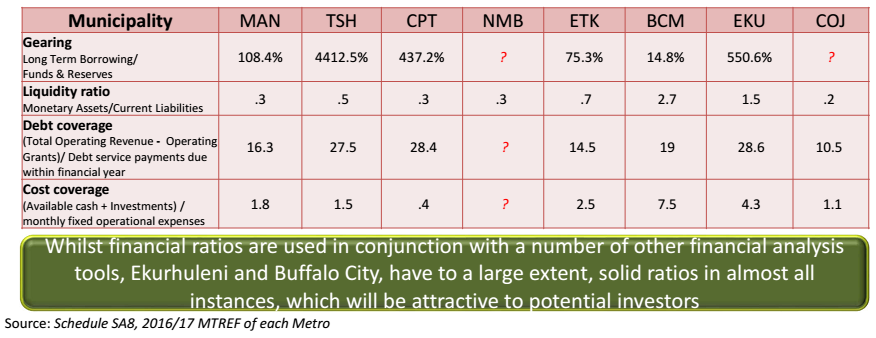 Municipality MAN TSH CPT NMB ETK BCM EKU COJ
Gearing
Long Term Borrowing/
Funds & Reserves
108.4% 4412.5% 437.2% ? 75.3% 14.8% 550.6% ?
Liquidity ratio
Monetary Assets/Current Liabilities
.3 .5 .3 .3 .7 2.7 1.5 .2
Debt coverage
(Total Operating Revenue - Operating
Grants)/ Debt service payments due
within financial year
16.3 27.5 28.4 ? 14.5 19 28.6 10.5
Cost coverage
(Available cash + Investments) /
monthly fixed operational expenses
1.8 1.5 .4 ? 2.5 7.5 4.3 1.1
Whilst financial ratios are used in conjunction with a number of other financial analysis
tools, Ekurhuleni and Buffalo City, have to a large extent, solid ratios in almost all
instances, which will be attractive to potential investors
Source: Schedule SA8, 2016/17 MTREF of each Metro